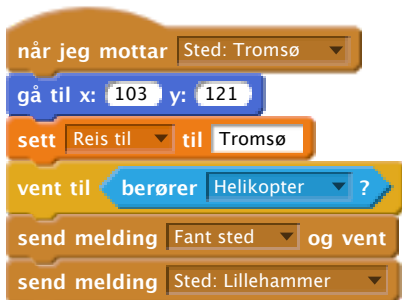 når jeg mottar Sted: Tromsø
gå til x: 103 y: 121
sett Reis til til Tromsø
vent til berører Helikopter ?
send melding Fant sted og vent
send melding Sted: Lillehammer